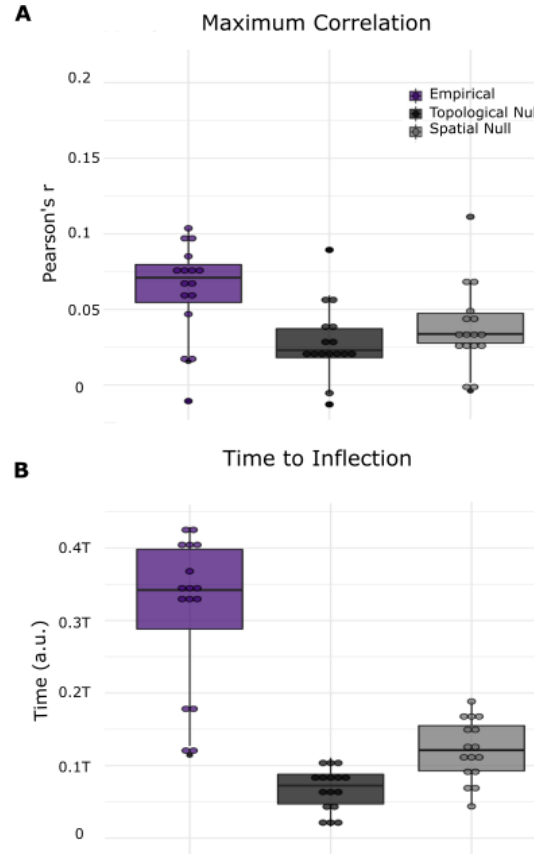 A
Maximum Correlation
0.2
Empirical
Topological Nul
Spatial Null
0.15
Pearson's r
0.1
0.05
0
B
Time to Inflection
0.4T
0.3T
Time (a.u.)
0.2T
0.1T
0